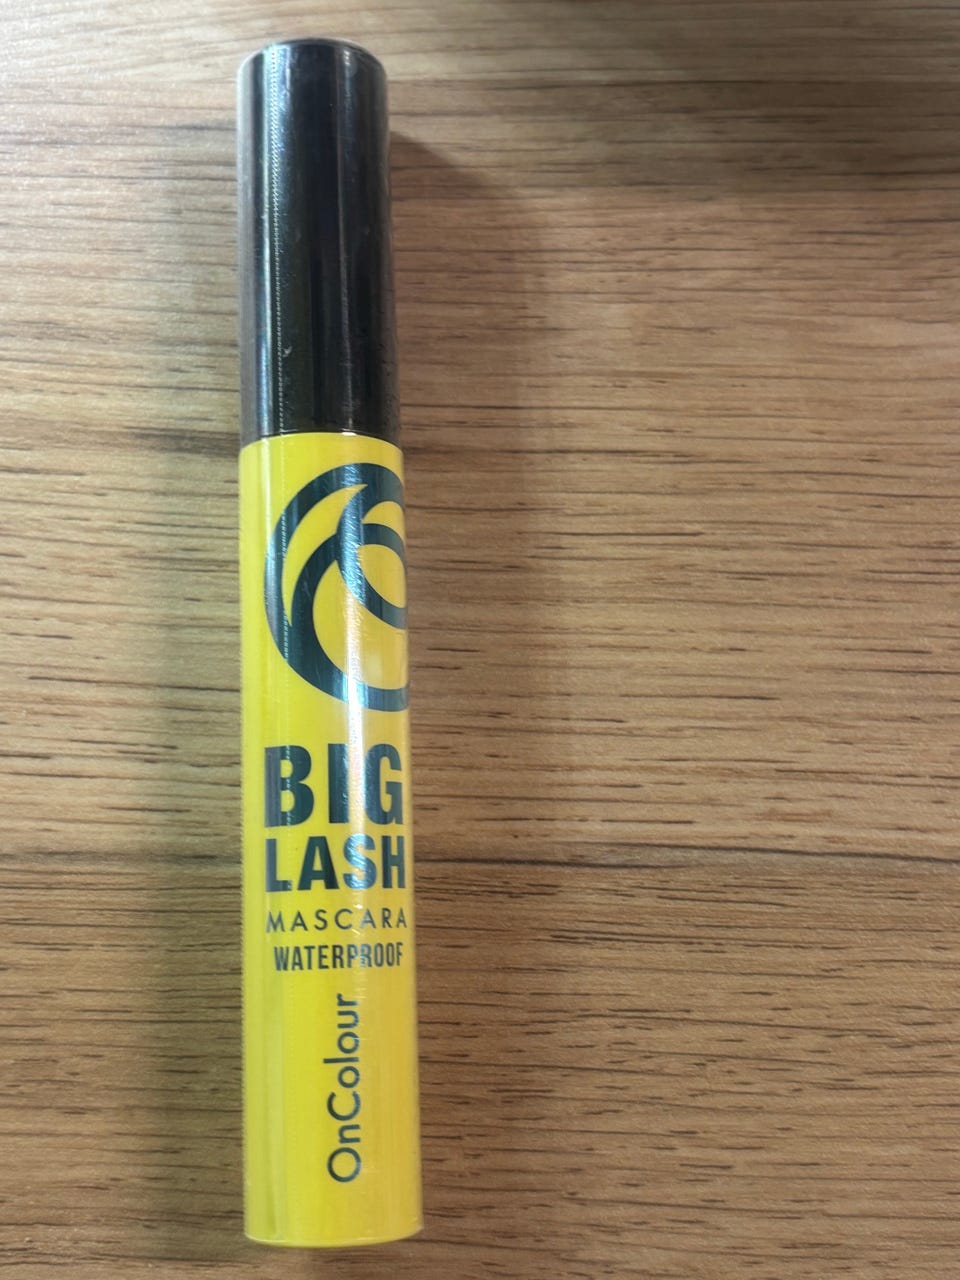 BIG
LASH
MASCARA
WATERPROOF
OnColour